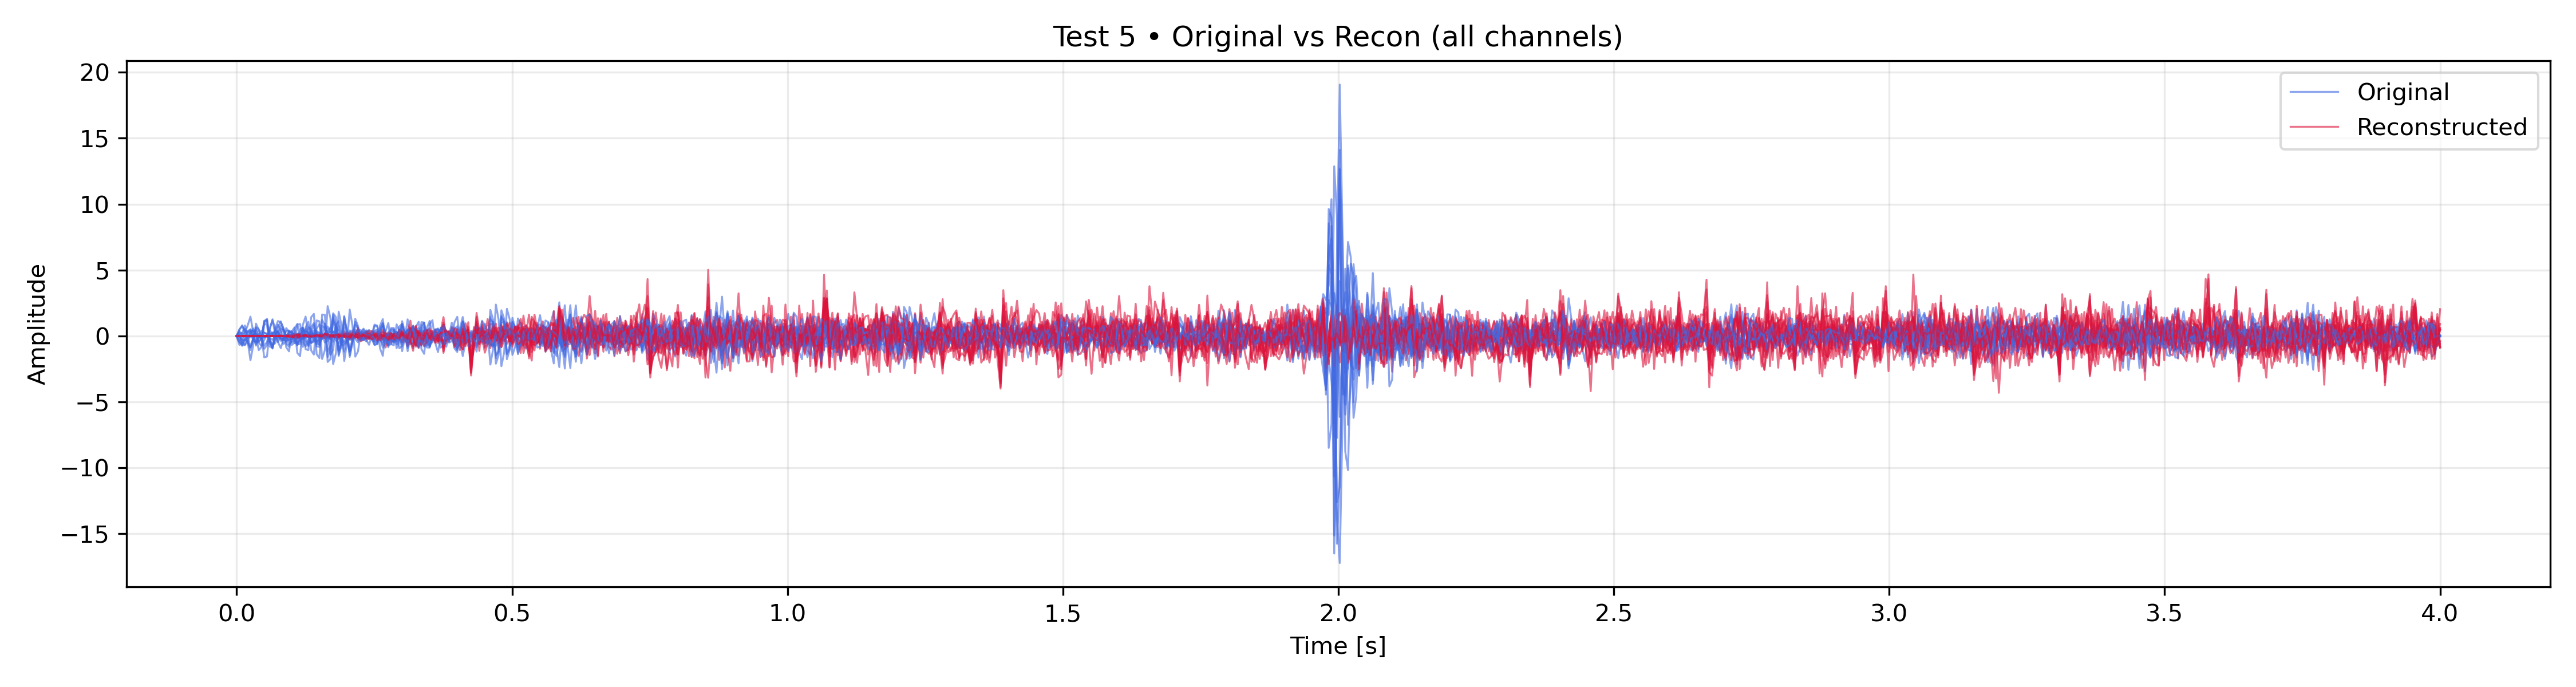 Test 5 • Original vs Recon (all channels)
Original
Reconstructed
Amplitude
20
15
10
5
0
−5
−10
−15
0.0 0.5 1.0 1.5 2.0 2.5 3.0 3.5 4.0
Time [s]